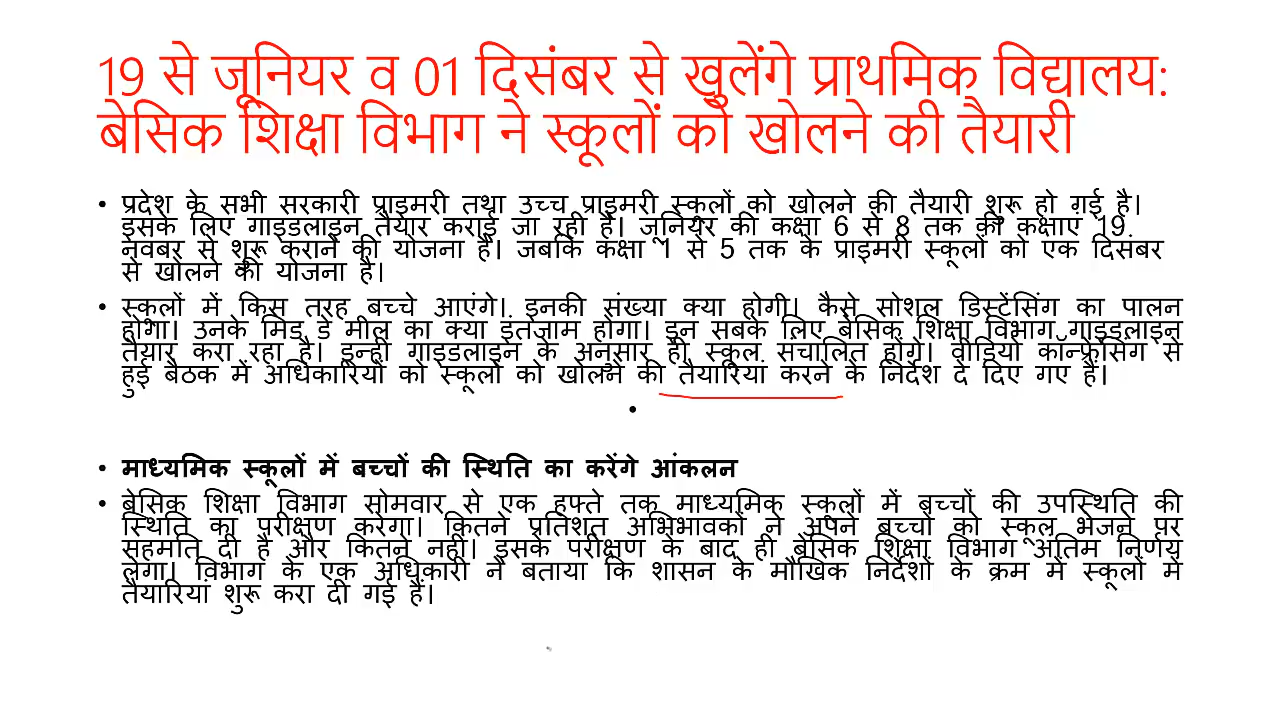 19 से जूनियर व 01 दिसंबर से खुलेंगे प्राथमिक विद्यालय:
बेसिक शिक्षा विभाग ने स्कूलों को खोलने की तैयारी
• प्रदेश के सभी सरकारी प्राइमरी तथा उच्च प्राइमरी स्कूलों को खोलने की तैयारी शुरू हो गई है।
इसके लिए गाइडलाइन तैयार कराई जा रही है। जूनियर की कक्षा 6 से 8 तक की कक्षाएं 19
नवंबर से शुरू कराने की योजना है। जबकि कक्षा 1 से 5 तक के प्राइमरी स्कूलों को एक दिसंबर
से खोलने की योजना है।
• स्कूलों में किस तरह बच्चे आएंगे। इनकी संख्या क्या होगी। कैसे सोशल डिस्टेंसिंग का पालन
होगा। उनके मिड डे मील का क्या इंतजाम होगा। इन सबके लिए बेसिक शिक्षा विभाग गाइडलाइन
तैयार करा रहा है। इन्हीं गाइडलाइन के अनुसार ही स्कूल संचालित होंगे। वीडियो कॉन्फ्रेंसिंग से
हुई बैठक में अधिकारियों को स्कूलों को खोलने की तैयारियां करने के निर्देश दे दिए गए हैं।
•
• माध्यमिक स्कूलों में बच्चों की स्थिति का करेंगे आंकलन
• बेसिक शिक्षा विभाग सोमवार से एक हफ्ते तक माध्यमिक स्कूलों में बच्चों की उपस्थिति की
स्थिति का परीक्षण करेगा। कितने प्रतिशत अभिभावकों ने अपने बच्चों को स्कूल भेजने पर
सहमति दी है और कितने नहीं। इसके परीक्षण के बाद ही बेसिक शिक्षा विभाग अंतिम निर्णय
लेगा। विभाग के एक अधिकारी ने बताया कि शासन के मौखिक निर्देशों के क्रम में स्कूलों में
तैयारियां शुरू करा दी गई हैं।